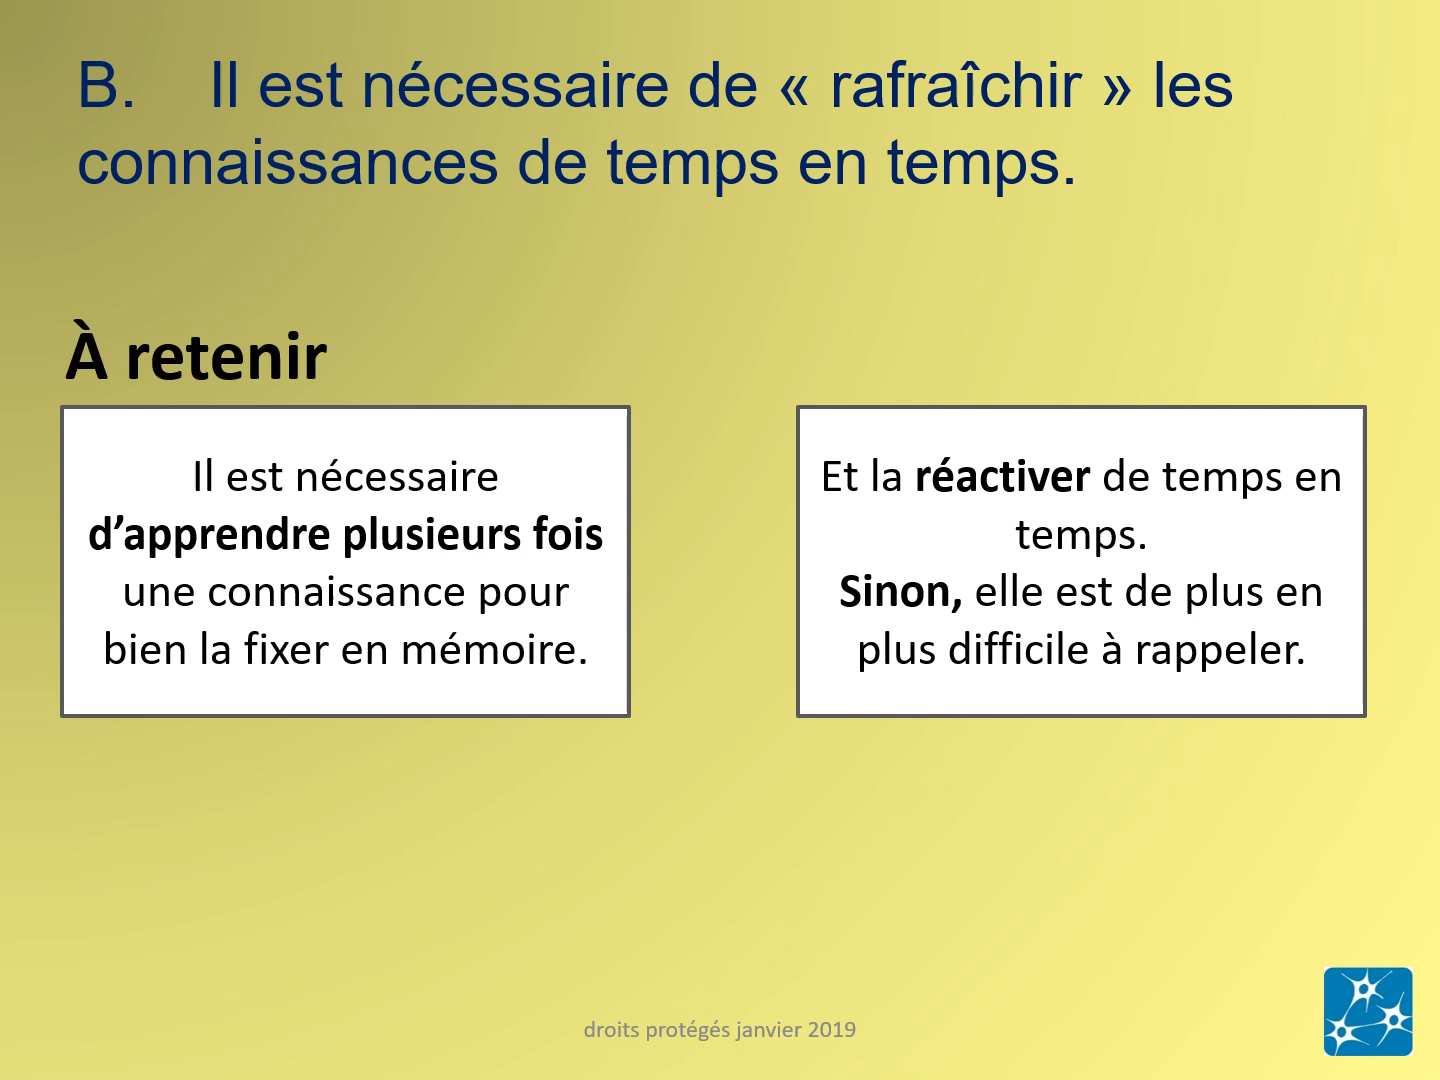 B. Il est nécessaire de « rafraîchir » les
connaissances de temps en temps.
À retenir
Il est nécessaire
d’apprendre plusieurs fois
une connaissance pour
bien la fixer en mémoire.
Et la réactiver de temps en
temps.
Sinon, elle est de plus en
plus difficile à rappeler.
droits protégés janvier 2019